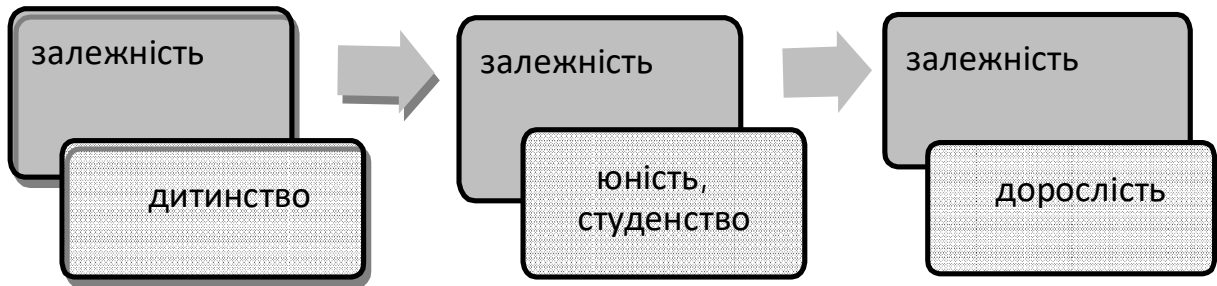 залежність
дитинство
залежність
юність,
студенство
залежність
дорослість